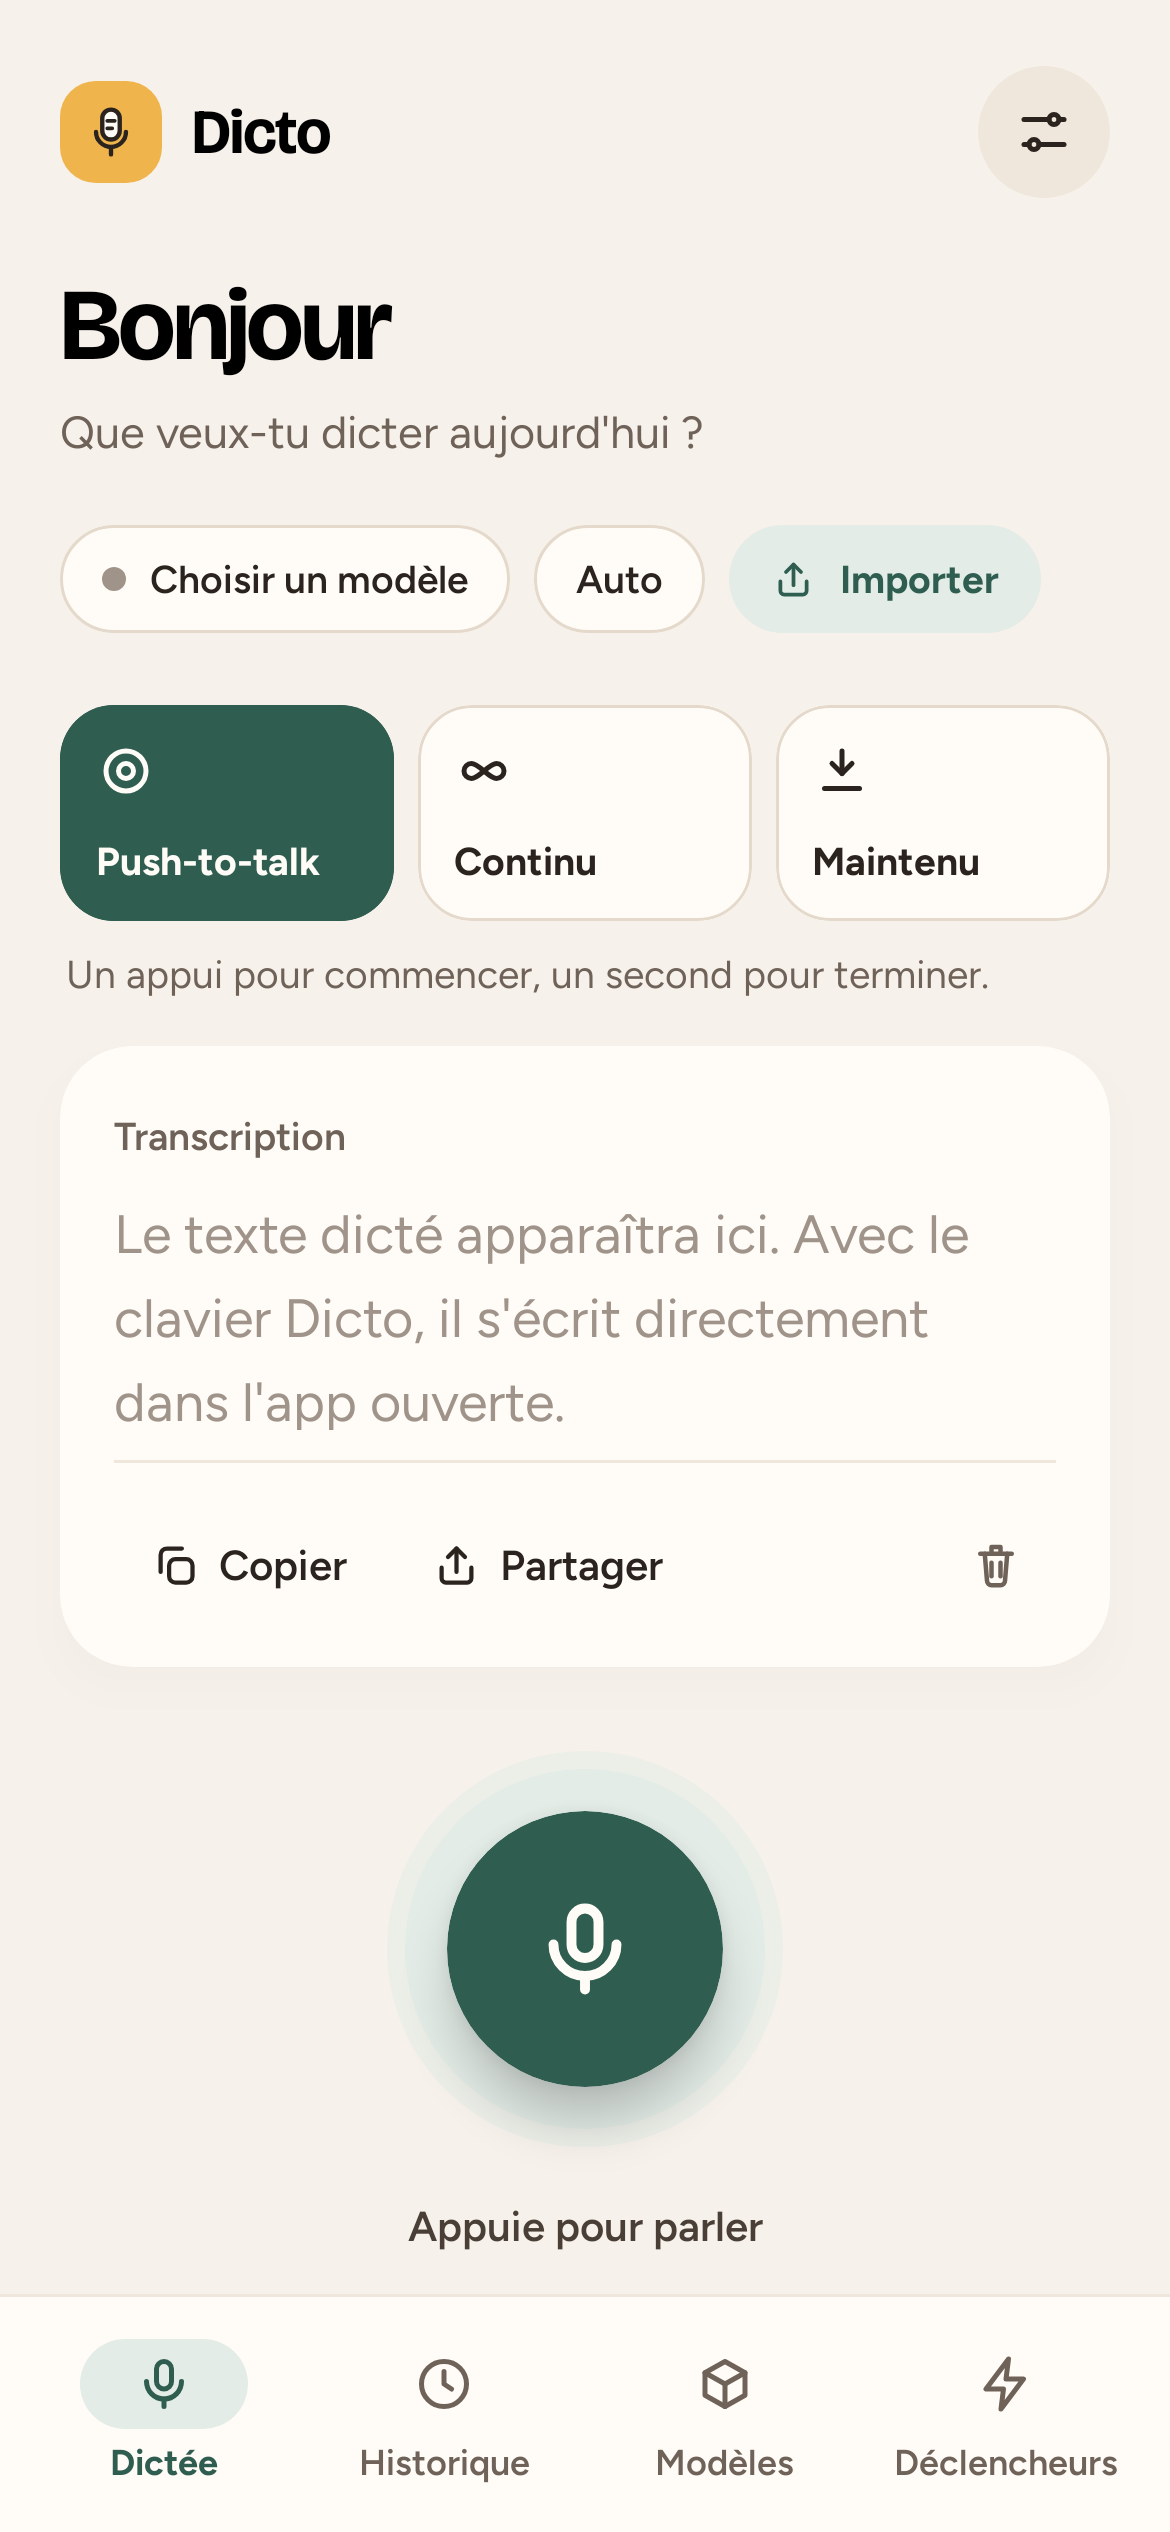 Dicto
Bonjour
Que veux-tu dicter aujourd'hui ?
Choisir un modèle
Auto
Importer
Push-to-talk
Continu
Maintenu
Un appui pour commencer, un second pour terminer.
Transcription
Le texte dicté apparaîtra ici. Avec le
clavier Dicto, il s'écrit directement
dans l'app ouverte.
Copier
Partager
Appuie pour parler
Dictée
Historique
Modèles
Déclencheurs